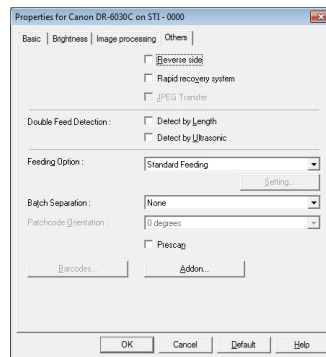 Properties for Canon DR-6030C on STI - 0000
Basic Brightness Image processing Others
Reverse side
Rapid recovery system
JPEG Transfer
Double Feed Detection : Detect by Length
Detect by Ultrasonic
Feeding Option : Standard Feeding
Setting...
Batch Separation : None
Patchcode Orientation : 0 degrees
Prescan
Barcodes... Addon...
OK Cancel Default Help